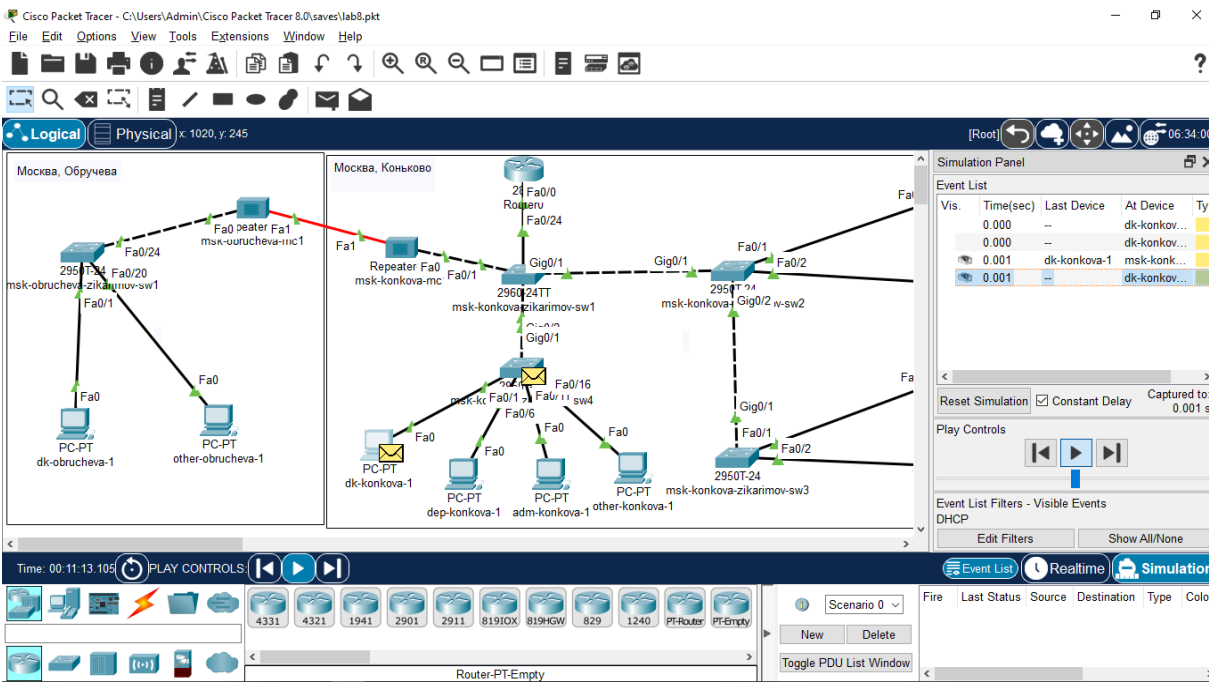 Cisco Packet Tracer - C:\Users\Admin\Cisco Packet Tracer 8.0\saves\lab8.pkt
File Edit Options View Tools Extensions Window Help
Logical Physical x: 1020, y: 245 [Root] 06:34:00
Москва, Обручева
Fa0/24
Fa0 Fa1
msk-obrucheva-mc1
2950T-24 Fa0/20
msk-obrucheva-zikarimov-sw1
Fa0/1
Fa0
Fa0
PC-PT
dk-obrucheva-1
PC-PT
other-obrucheva-1
Москва, Коньково
Fa0/0
Fa0/24
Fa1
Repeater Fa0
msk-konkova-mc
Fa0/1
Gig0/1
2960-24TT
msk-konkova-zikarimov-sw1
Gig0/1
Gig0/1
Fa0/1
Fa0/2
2950T-24
msk-konkova- Gig0/2 v-sw2
Fa0/16
Fa0/1
sw4
Fa0/6
Fa0
Fa0
Fa0
Fa0
PC-PT
dk-konkova-1
PC-PT
dep-konkova-1
PC-PT
adm-konkova-1
PC-PT
other-konkova-1
Gig0/1
Fa0/1
Fa0/2
2950T-24
msk-konkova-zikarimov-sw3
Simulation Panel
Event List
Vis. Time(sec) Last Device At Device Ty
0.000 -- dk-konkov...
0.000 -- dk-konkov...
0.001 dk-konkova-1 msk-konk...
0.001 -- dk-konkov...
Reset Simulation Constant Delay Captured to:
0.001 s
Play Controls
Event List Filters - Visible Events
DHCP
Edit Filters Show All/None
Time: 00:11:13.105 PLAY CONTROLS:
Event List Realtime Simulation
4331 4321 1941 2901 2911 819IOX 819HGW 829 1240 PT-Router PT-Empty
Router-PT-Empty
Scenario 0
New Delete
Toggle PDU List Window
Fire Last Status Source Destination Type Colo